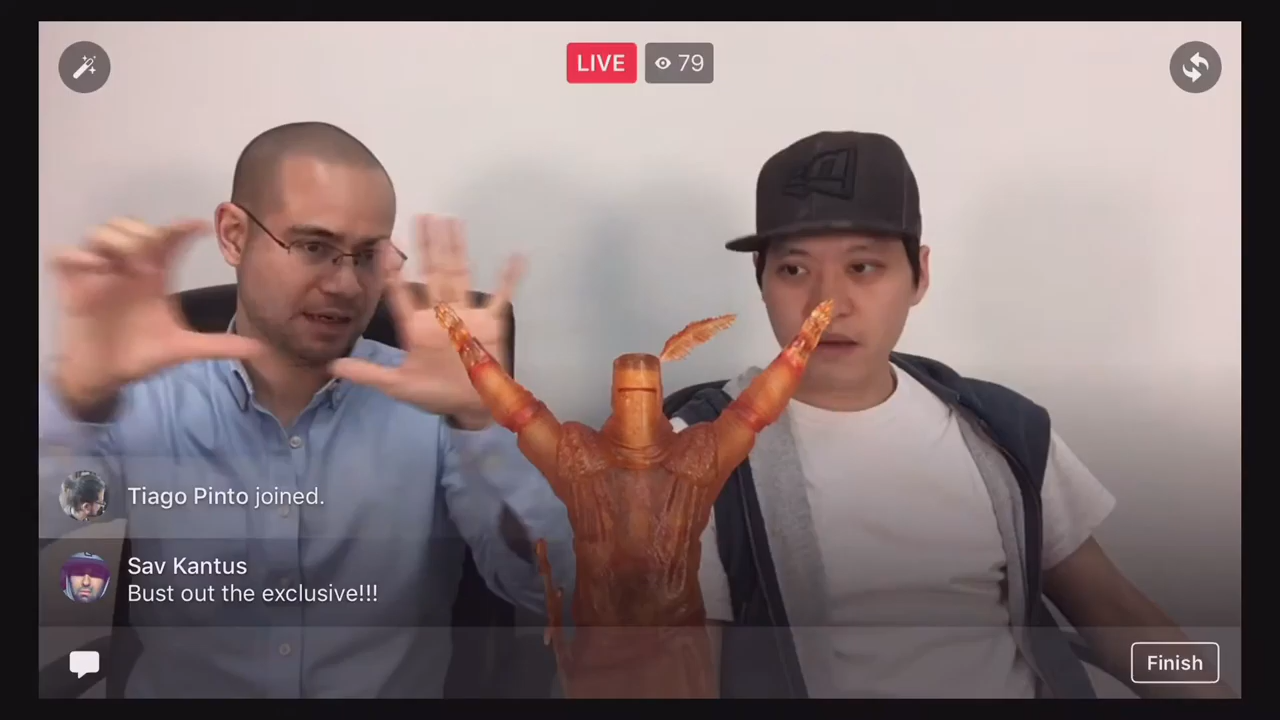 LIVE
79
Tiago Pinto joined.
Sav Kantus
Bust out the exclusive!!!
Finish